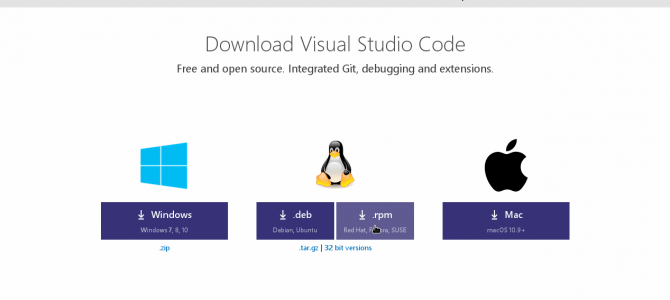 Download Visual Studio Code
Free and open source. Integrated Git, debugging and extensions.
Windows
Windows 7, 8, 10
.zip
.deb
Debian, Ubuntu
.rpm
Red Hat, SUSE
.tar.gz | 32 bit versions
Mac
macOS 10.9+